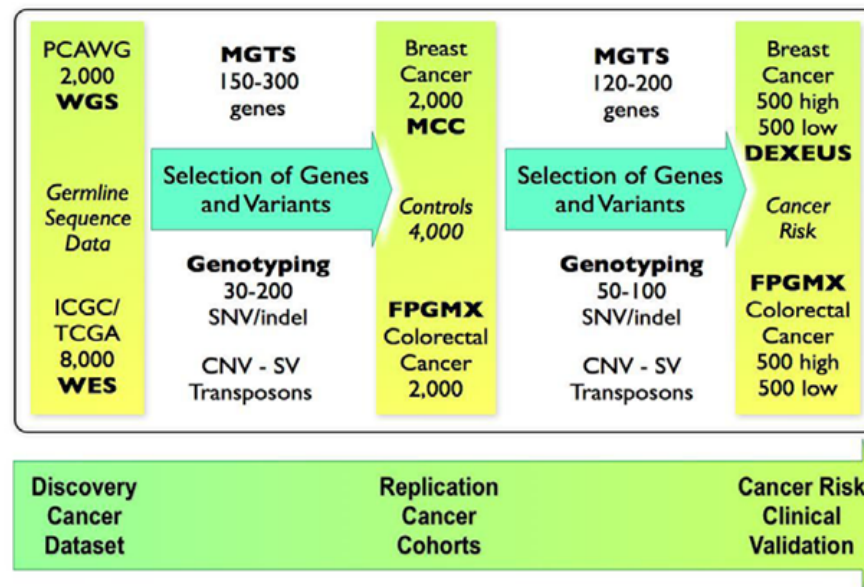 PCAWG
2,000
WGS
Germline
Sequence
Data
ICGC/
TCGA
8,000
WES
MGTS
150-300
genes
Selection of Genes
and Variants
Genotyping
30-200
SNV/indel
CNV - SV
Transposons
Breast
Cancer
2,000
MCC
Controls
4,000
FPGMX
Colorectal
Cancer
2,000
MGTS
120-200
genes
Selection of Genes
and Variants
Genotyping
50-100
SNV/indel
CNV - SV
Transposons
Breast
Cancer
500 high
500 low
DEXEUS
Cancer
Risk
FPGMX
Colorectal
Cancer
500 high
500 low
Discovery
Cancer
Dataset
Replication
Cancer
Cohorts
Cancer Risk
Clinical
Validation